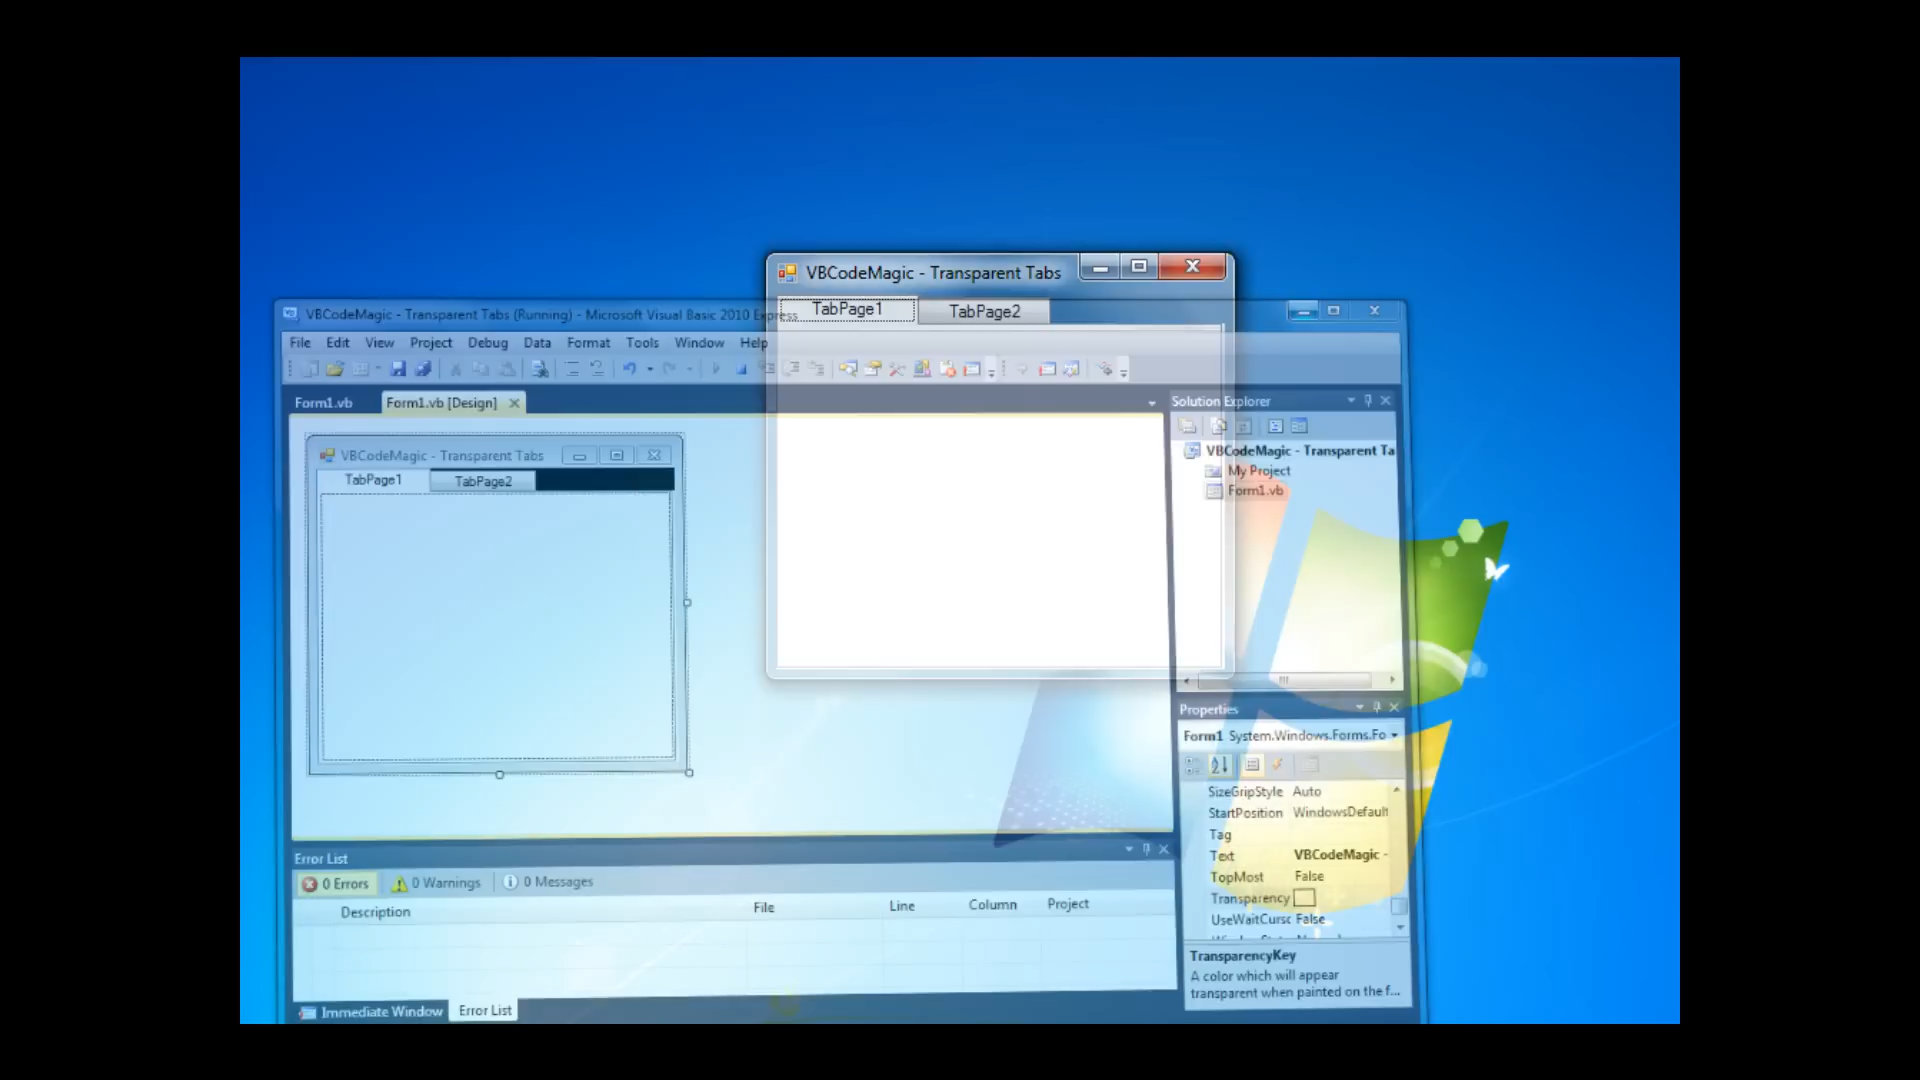 VBCodeMagic - Transparent Tabs
TabPage1 TabPage2
VBCodeMagic - Transparent Tabs (Running) - Microsoft Visual Basic 2010 Express
File Edit View Project Debug Data Format Tools Window Help
Form1.vb Form1.vb [Design]
Solution Explorer
VBCodeMagic - Transparent Ta
My Project
Form1.vb
VBCodeMagic - Transparent Tabs
TabPage1 TabPage2
Properties
Form1 System.Windows.Forms.Fo
SizeGripStyle Auto
StartPosition WindowsDefault
Tag
Text VBCodeMagic -
TopMost False
Transparency
UseWaitCursc False
TransparencyKey
A color which will appear
transparent when painted on the f...
Error List
0 Errors 0 Warnings 0 Messages
Description File Line Column Project
Immediate Window Error List